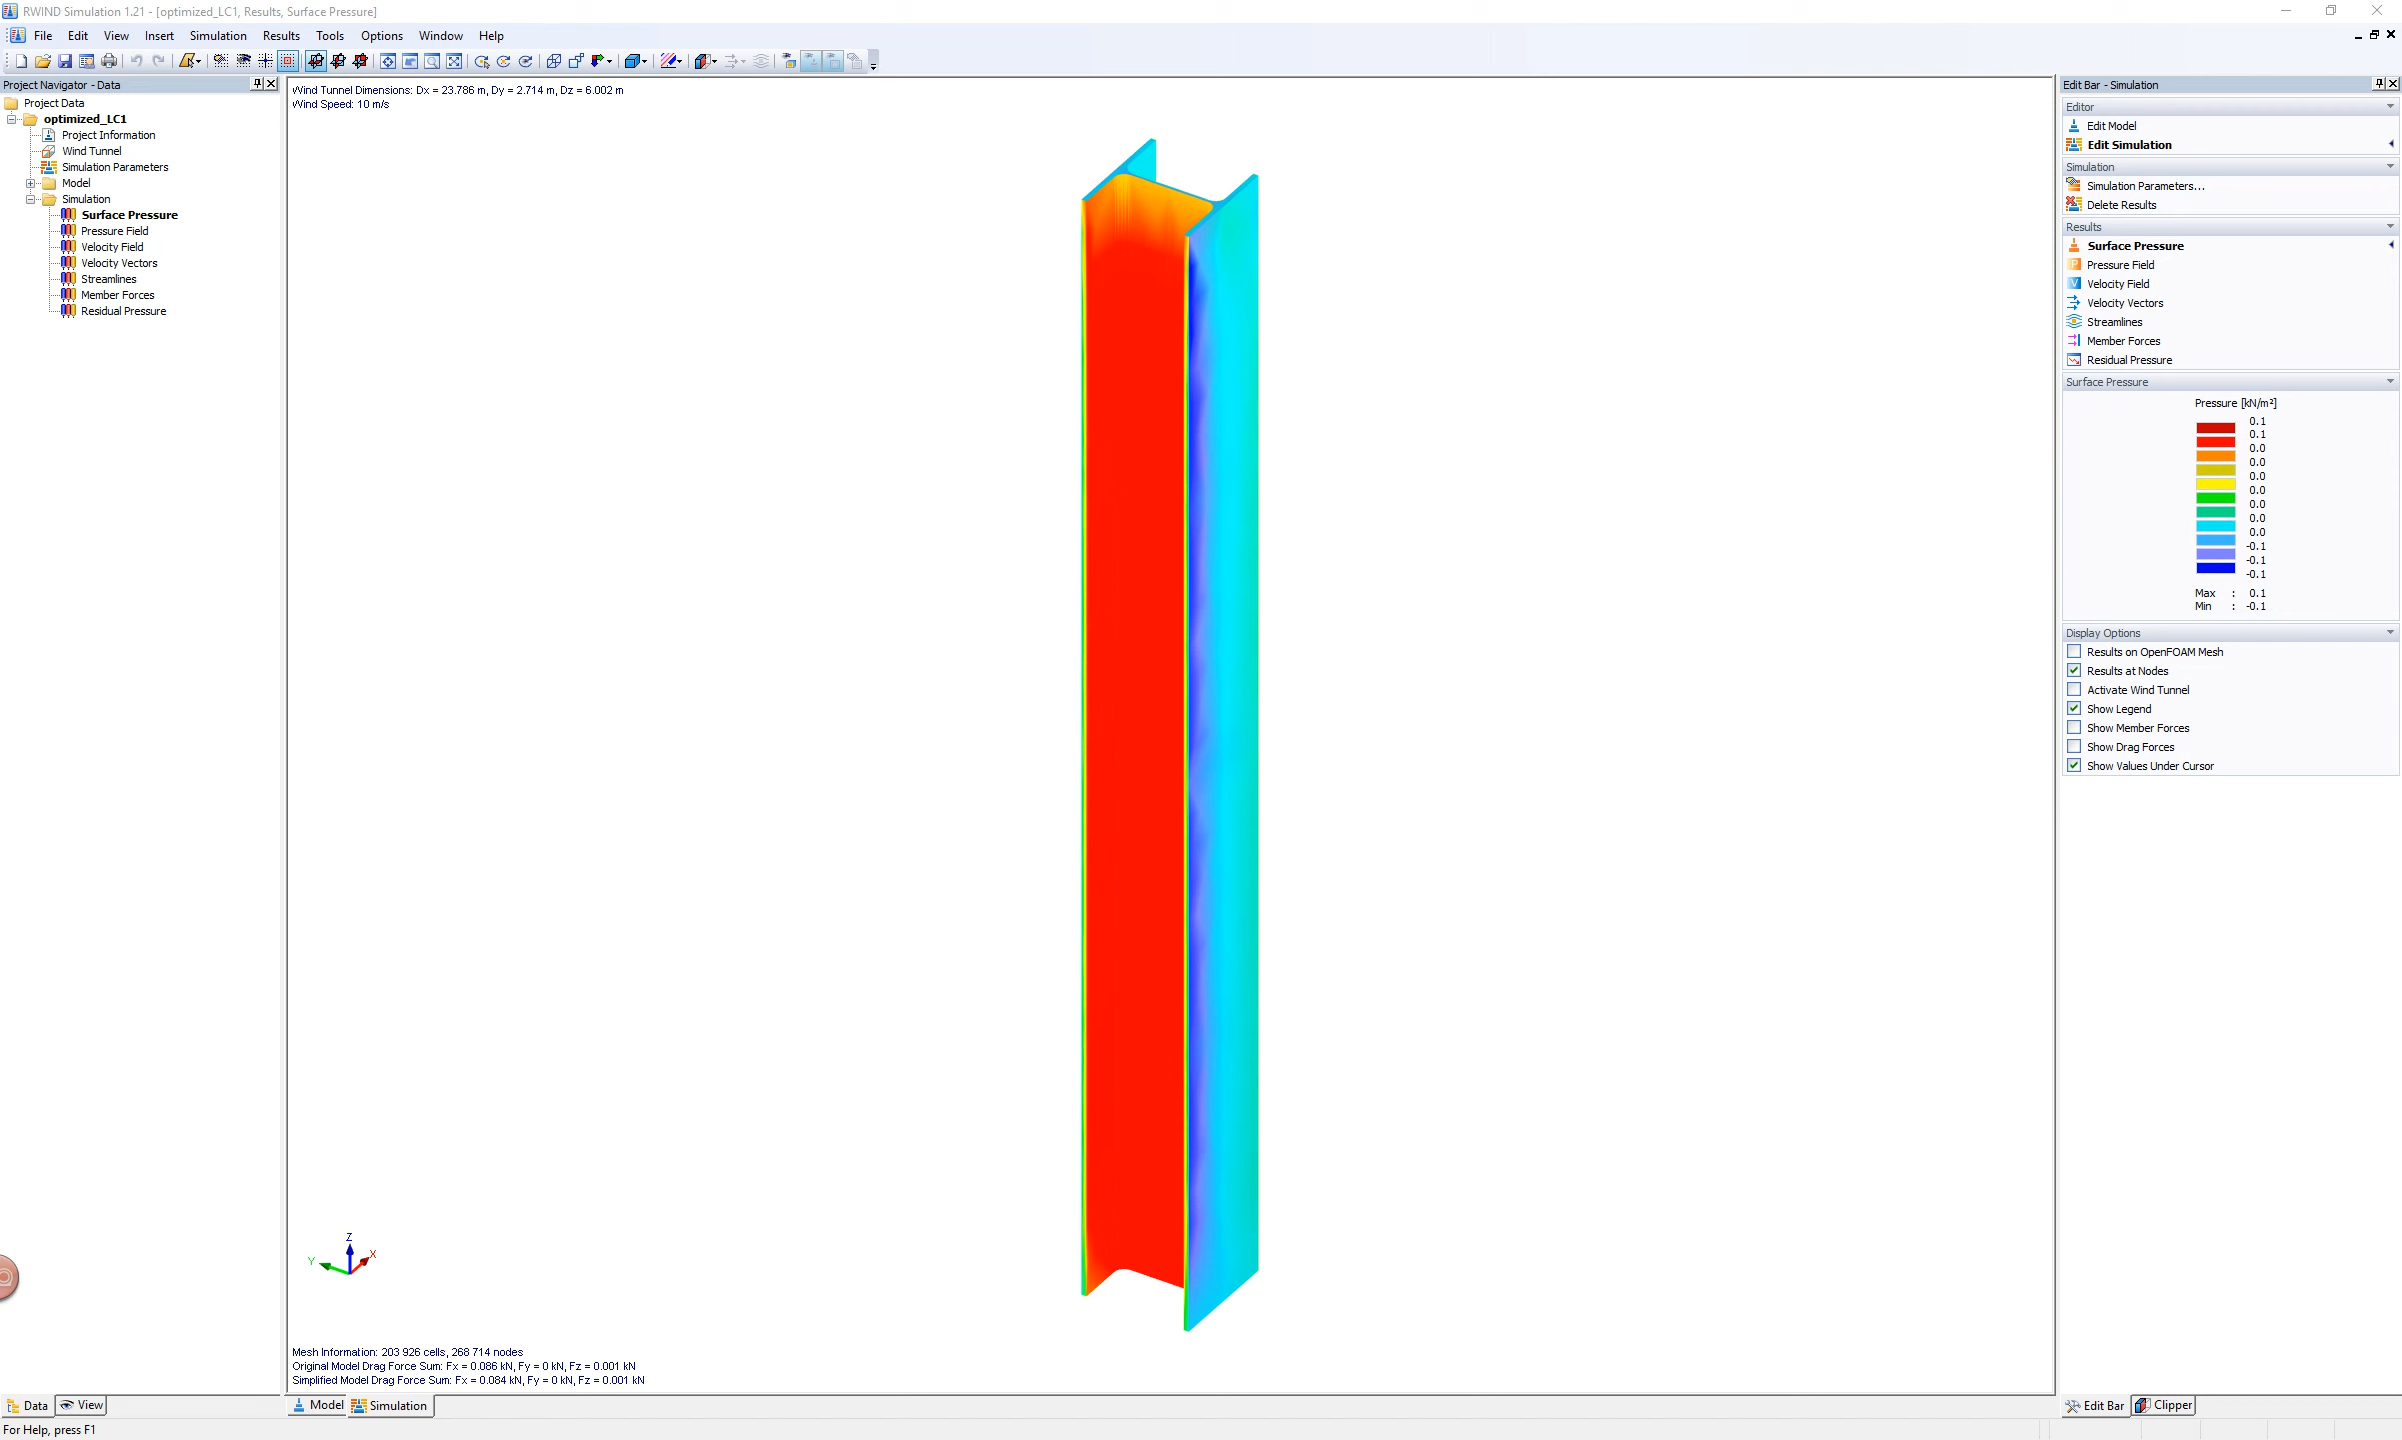 RWIND Simulation 1.21 - [optimized_LC1, Results, Surface Pressure]
File Edit View Insert Simulation Results Tools Options Window Help
Project Navigator - Data
Project Data
optimized_LC1
Project Information
Wind Tunnel
Simulation Parameters
Model
Simulation
Surface Pressure
Pressure Field
Velocity Field
Velocity Vectors
Streamlines
Member Forces
Residual Pressure
Wind Tunnel Dimensions: Dx = 23.786 m, Dy = 2.714 m, Dz = 6.002 m
Wind Speed: 10 m/s
Z
Y
X
Mesh Information: 203 926 cells, 268 714 nodes
Original Model Drag Force Sum: Fx = 0.086 kN, Fy = 0 kN, Fz = 0.001 kN
Simplified Model Drag Force Sum: Fx = 0.084 kN, Fy = 0 kN, Fz = 0.001 kN
Edit Bar - Simulation
Editor
Edit Model
Edit Simulation
Simulation
Simulation Parameters...
Delete Results
Results
Surface Pressure
Pressure Field
Velocity Field
Velocity Vectors
Streamlines
Member Forces
Residual Pressure
Surface Pressure
Pressure [kN/m²]
0.1
0.1
0.0
0.0
0.0
0.0
0.0
0.0
0.0
-0.1
-0.1
-0.1
Max : 0.1
Min : -0.1
Display Options
Results on OpenFOAM Mesh
Results at Nodes
Activate Wind Tunnel
Show Legend
Show Member Forces
Show Drag Forces
Show Values Under Cursor
Data View
Model Simulation
Edit Bar Clipper
For Help, press F1